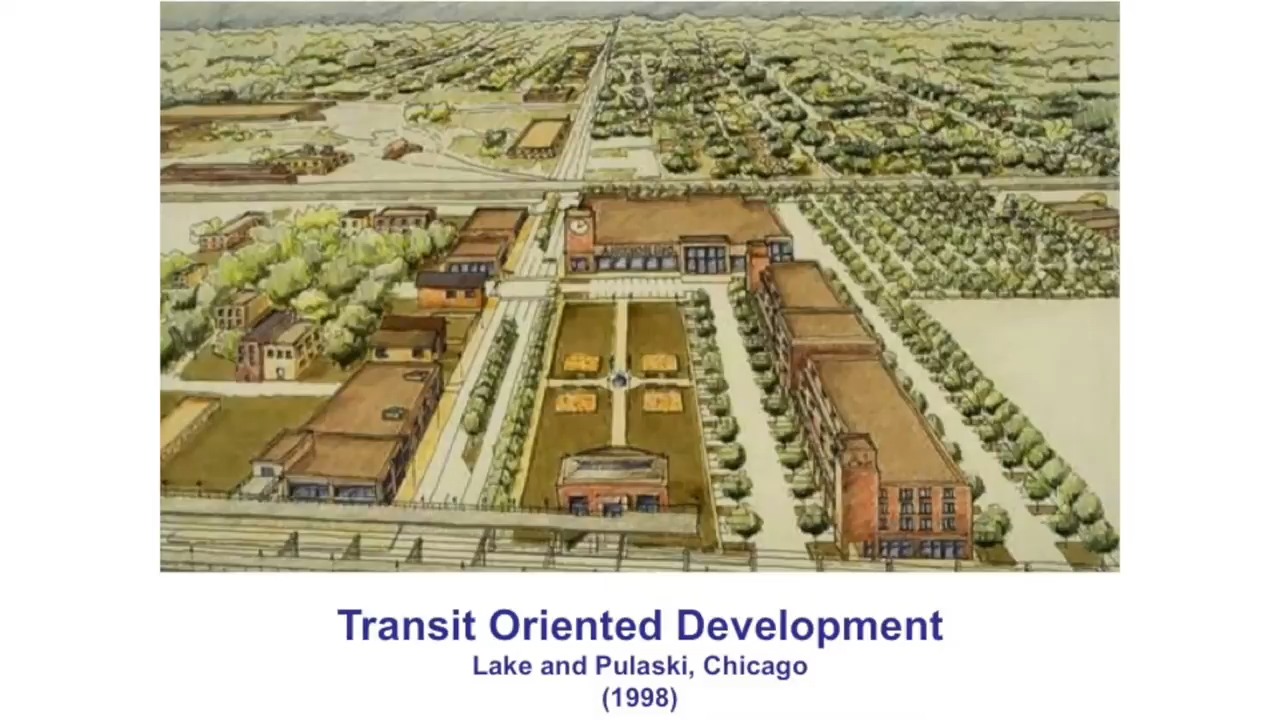 Transit Oriented Development
Lake and Pulaski, Chicago
(1998)